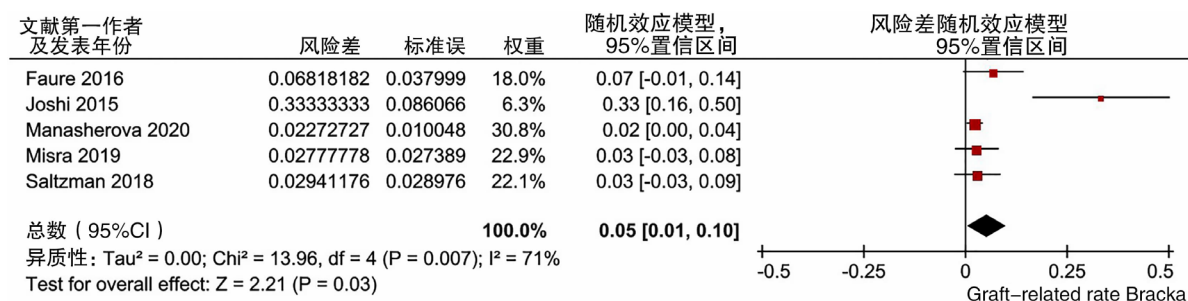 文献第一作者 随机效应模型, 风险差随机效应模型
及发表年份 风险差 标准误 权重 95%置信区间 95%置信区间
Faure 2016 0.06818182 0.037999 18.0% 0.07 [-0.01, 0.14]
Joshi 2015 0.33333333 0.086066 6.3% 0.33 [0.16, 0.50]
Manasherova 2020 0.02272727 0.010048 30.8% 0.02 [0.00, 0.04]
Misra 2019 0.02777778 0.027389 22.9% 0.03 [-0.03, 0.08]
Saltzman 2018 0.02941176 0.028976 22.1% 0.03 [-0.03, 0.09]
总数（95%CI） 100.0% 0.05 [0.01, 0.10]
异质性: Tau² = 0.00; Chi² = 13.96, df = 4 (P = 0.007); I² = 71%
Test for overall effect: Z = 2.21 (P = 0.03)
-0.5 -0.25 0 0.25 0.5
Graft-related rate Bracka